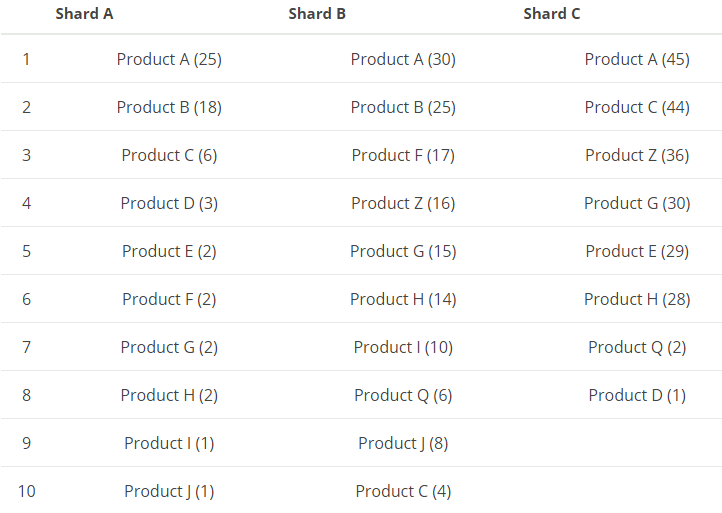 Shard A Shard B Shard C
1 Product A (25) Product A (30) Product A (45)
2 Product B (18) Product B (25) Product C (44)
3 Product C (6) Product F (17) Product Z (36)
4 Product D (3) Product Z (16) Product G (30)
5 Product E (2) Product G (15) Product E (29)
6 Product F (2) Product H (14) Product H (28)
7 Product G (2) Product I (10) Product Q (2)
8 Product H (2) Product Q (6) Product D (1)
9 Product I (1) Product J (8)
10 Product J (1) Product C (4)